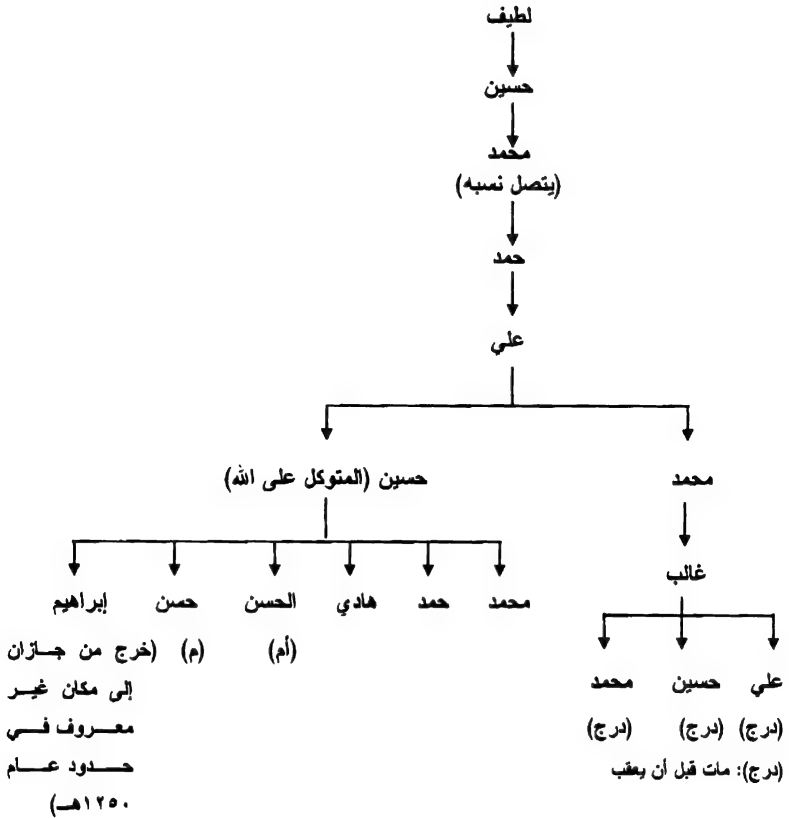 لطيف
حسين
محمد
(يتصل نسبه)
حمد
علي
محمد
حسين (المتوكل على الله)
غالب
محمد
حمد
هادي
الحسن
حسن
إبراهيم
(أم)
(م)
(خرج من جازان
إلى مكان غير
معروف في
حدود عام
١٢٥٠هـ)
علي
حسين
محمد
(درج)
(درج)
(درج)
(درج): مات قبل أن يعقب